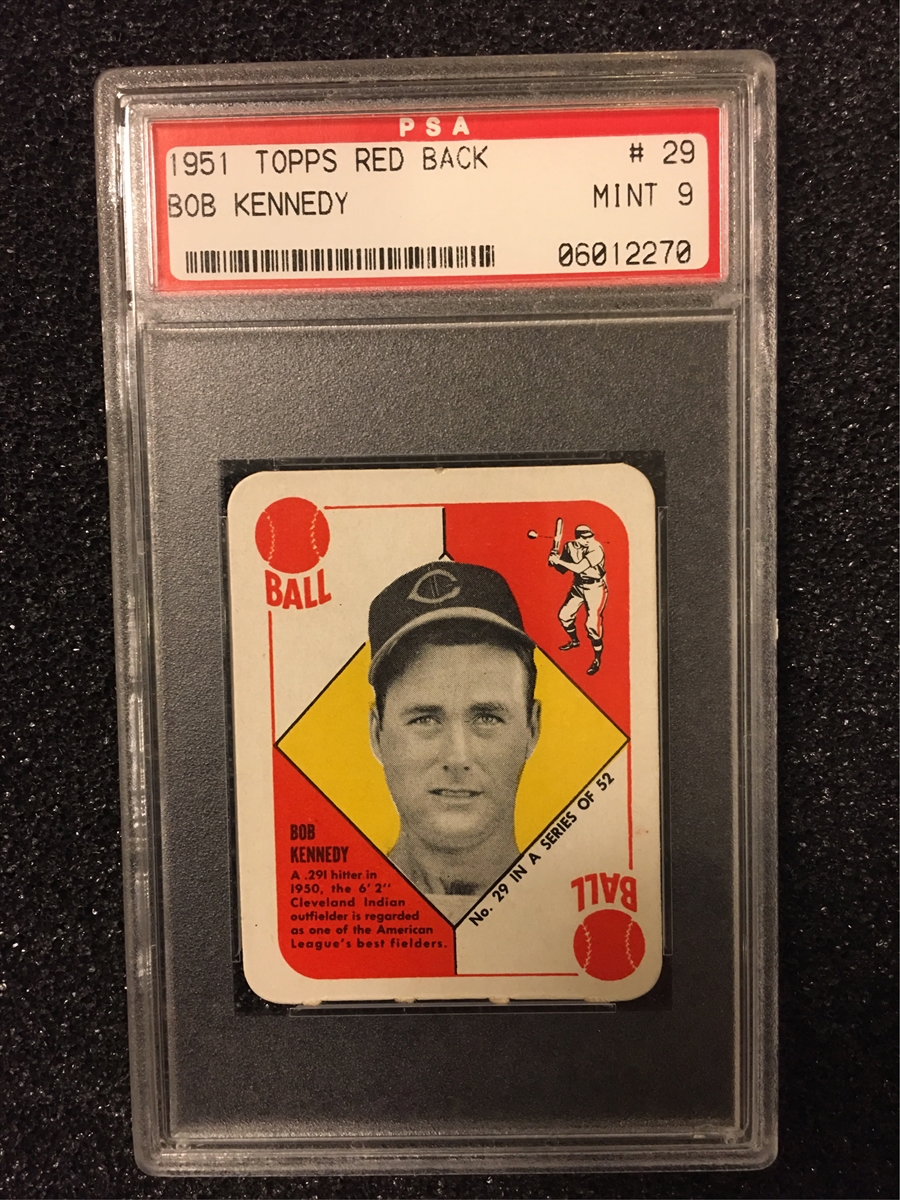 PSA
1951 TOPPS RED BACK # 29
BOB KENNEDY MINT 9
06012270
BALL
C
BOB
KENNEDY
A .291 hitter in
1950, the 6' 2"
Cleveland Indian
outfielder is regarded
as one of the American
League's best fielders.
No. 29 IN A SERIES OF 52
BALL